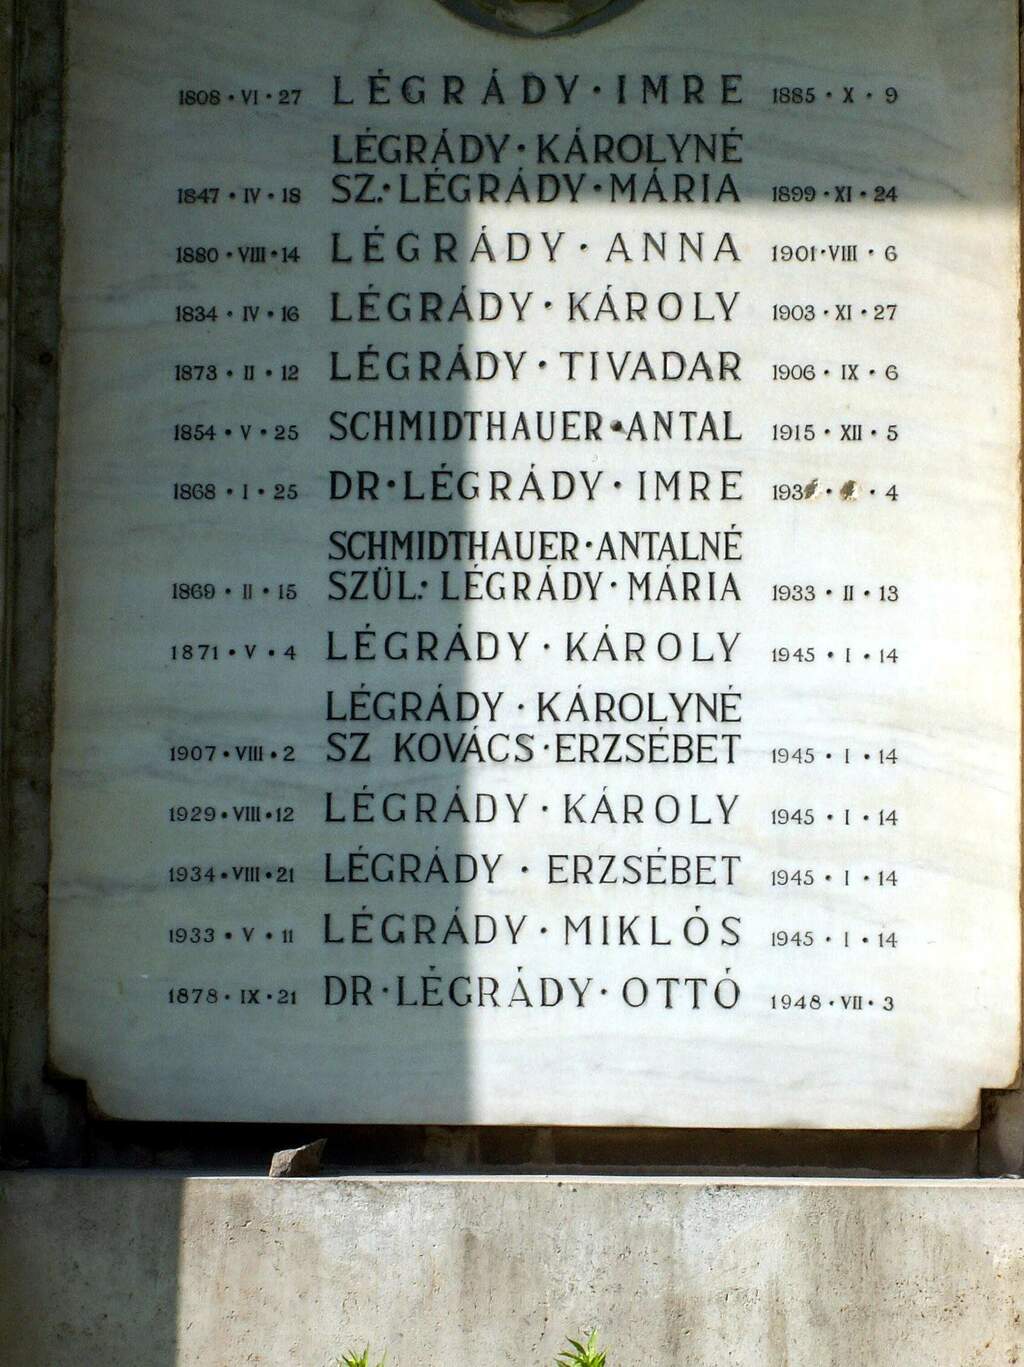 1808 · VI · 27 LÉGRÁDY · IMRE 1885 · X · 9
LÉGRÁDY · KÁROLYNÉ
1847 · IV · 18 SZ.· LÉGRÁDY · MÁRIA 1899 · XI · 24
1880 · VIII · 14 LÉGRÁDY · ANNA 1901 · VIII · 6
1834 · IV · 16 LÉGRÁDY · KÁROLY 1903 · XI · 27
1873 · II · 12 LÉGRÁDY · TIVADAR 1906 · IX · 6
1854 · V · 25 SCHMIDTHAUER · ANTAL 1915 · XII · 5
1868 · I · 25 DR · LÉGRÁDY · IMRE · 4
SCHMIDTHAUER · ANTALNÉ
1869 · II · 15 SZÜL.· LÉGRÁDY · MÁRIA 1933 · II · 13
1871 · V · 4 LÉGRÁDY · KÁROLY 1945 · I · 14
LÉGRÁDY · KÁROLYNÉ
1907 · VIII · 2 SZ KOVÁCS · ERZSÉBET 1945 · I · 14
1929 · VIII · 12 LÉGRÁDY · KÁROLY 1945 · I · 14
1934 · VIII · 21 LÉGRÁDY · ERZSÉBET 1945 · I · 14
1933 · V · 11 LÉGRÁDY · MIKLÓS 1945 · I · 14
1878 · IX · 21 DR · LÉGRÁDY · OTTÓ 1948 · VII · 3